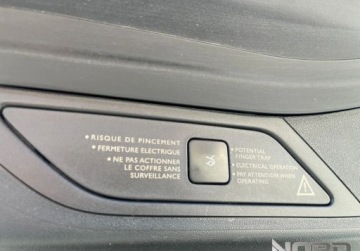 • RISQUE DE PINCEMENT
• FERMETURE ELECTRIQUE
• NE PAS ACTIONNER
LE COFFRE SANS
SURVEILLANCE
• POTENTIAL
FINGER TRAP
• ELECTRICAL OPERATION
• PAY ATTENTION WHEN
OPERATING
NORD